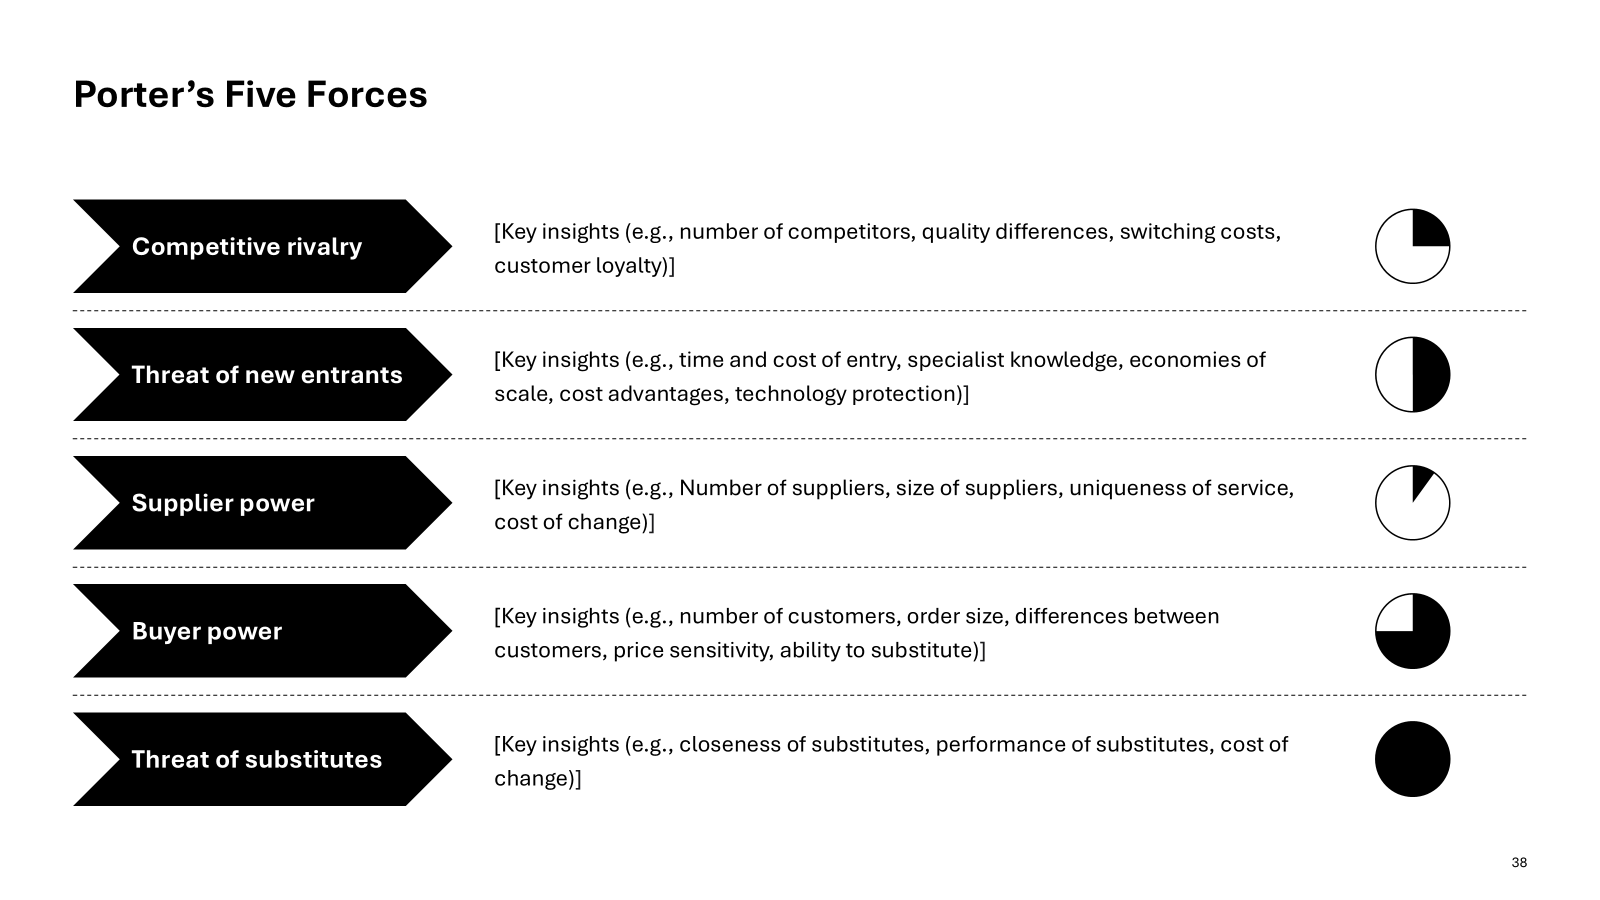 Porter’s Five Forces
Competitive rivalry
[Key insights (e.g., number of competitors, quality differences, switching costs,
customer loyalty)]
Threat of new entrants
[Key insights (e.g., time and cost of entry, specialist knowledge, economies of
scale, cost advantages, technology protection)]
Supplier power
[Key insights (e.g., Number of suppliers, size of suppliers, uniqueness of service,
cost of change)]
Buyer power
[Key insights (e.g., number of customers, order size, differences between
customers, price sensitivity, ability to substitute)]
Threat of substitutes
[Key insights (e.g., closeness of substitutes, performance of substitutes, cost of
change)]
38